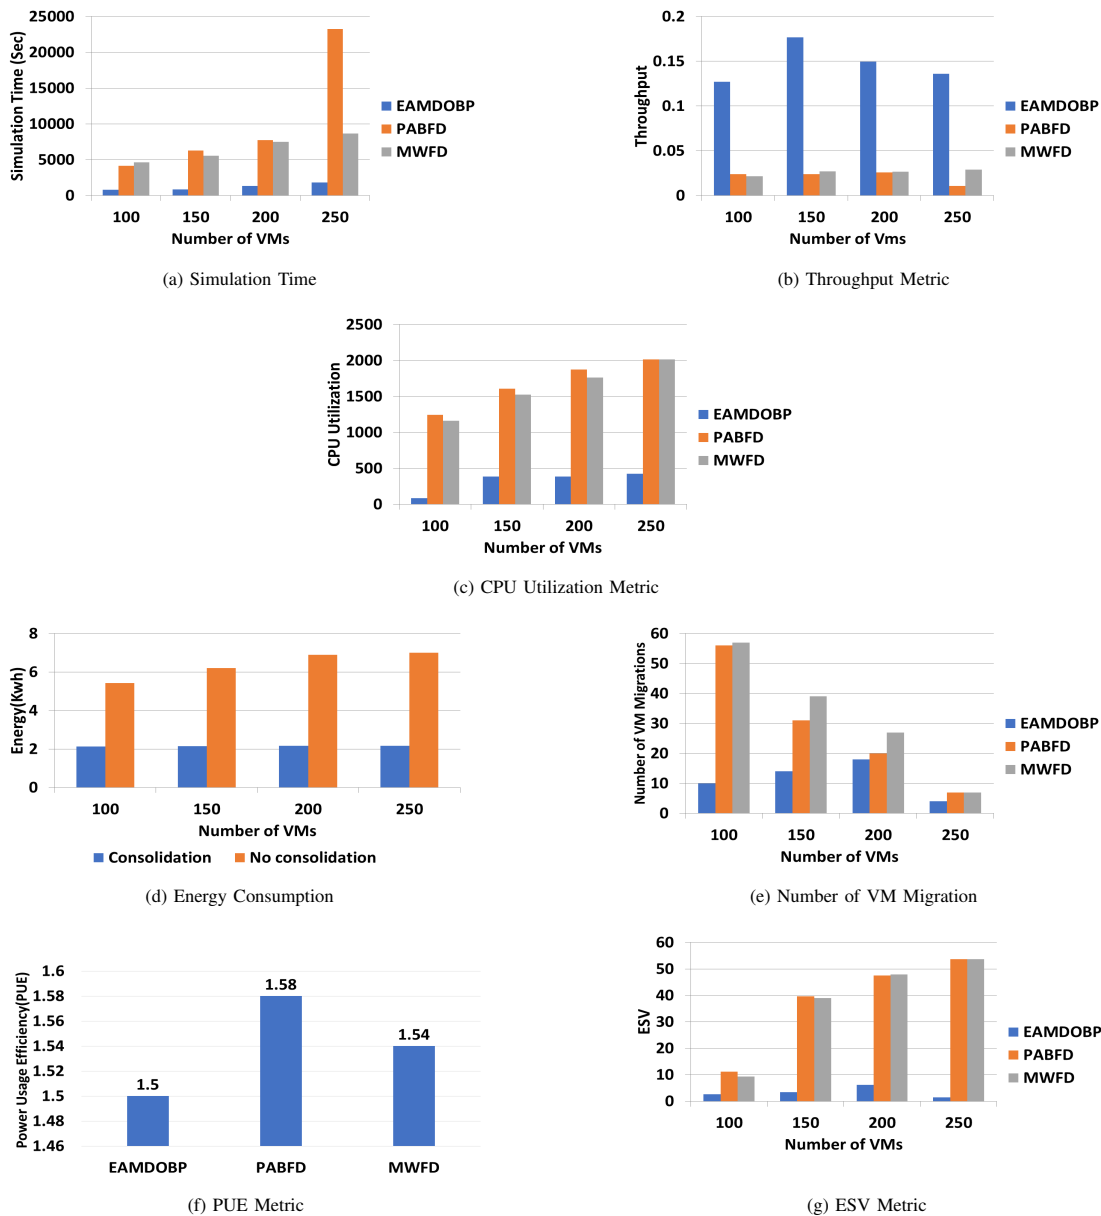 25000
20000
15000
10000
5000
0
Simulation Time (Sec)
100 150 200 250
Number of VMs
EAMDOBP
PABFD
MWFD
(a) Simulation Time
0.2
0.15
0.1
0.05
0
Throughput
100 150 200 250
Number of Vms
EAMDOBP
PABFD
MWFD
(b) Throughput Metric
2500
2000
1500
1000
500
0
CPU Utilization
100 150 200 250
Number of VMs
EAMDOBP
PABFD
MWFD
(c) CPU Utilization Metric
8
6
4
2
0
Energy(Kwh)
100 150 200 250
Number of VMs
Consolidation No consolidation
(d) Energy Consumption
60
50
40
30
20
10
0
Number of VM Migrations
100 150 200 250
Number of VMs
EAMDOBP
PABFD
MWFD
(e) Number of VM Migration
1.6
1.58
1.56
1.54
1.52
1.5
1.48
1.46
Power Usage Efficiency(PUE)
1.5
1.58
1.54
EAMDOBP PABFD MWFD
(f) PUE Metric
60
50
40
30
20
10
0
ESV
100 150 200 250
Number of VMs
EAMDOBP
PABFD
MWFD
(g) ESV Metric